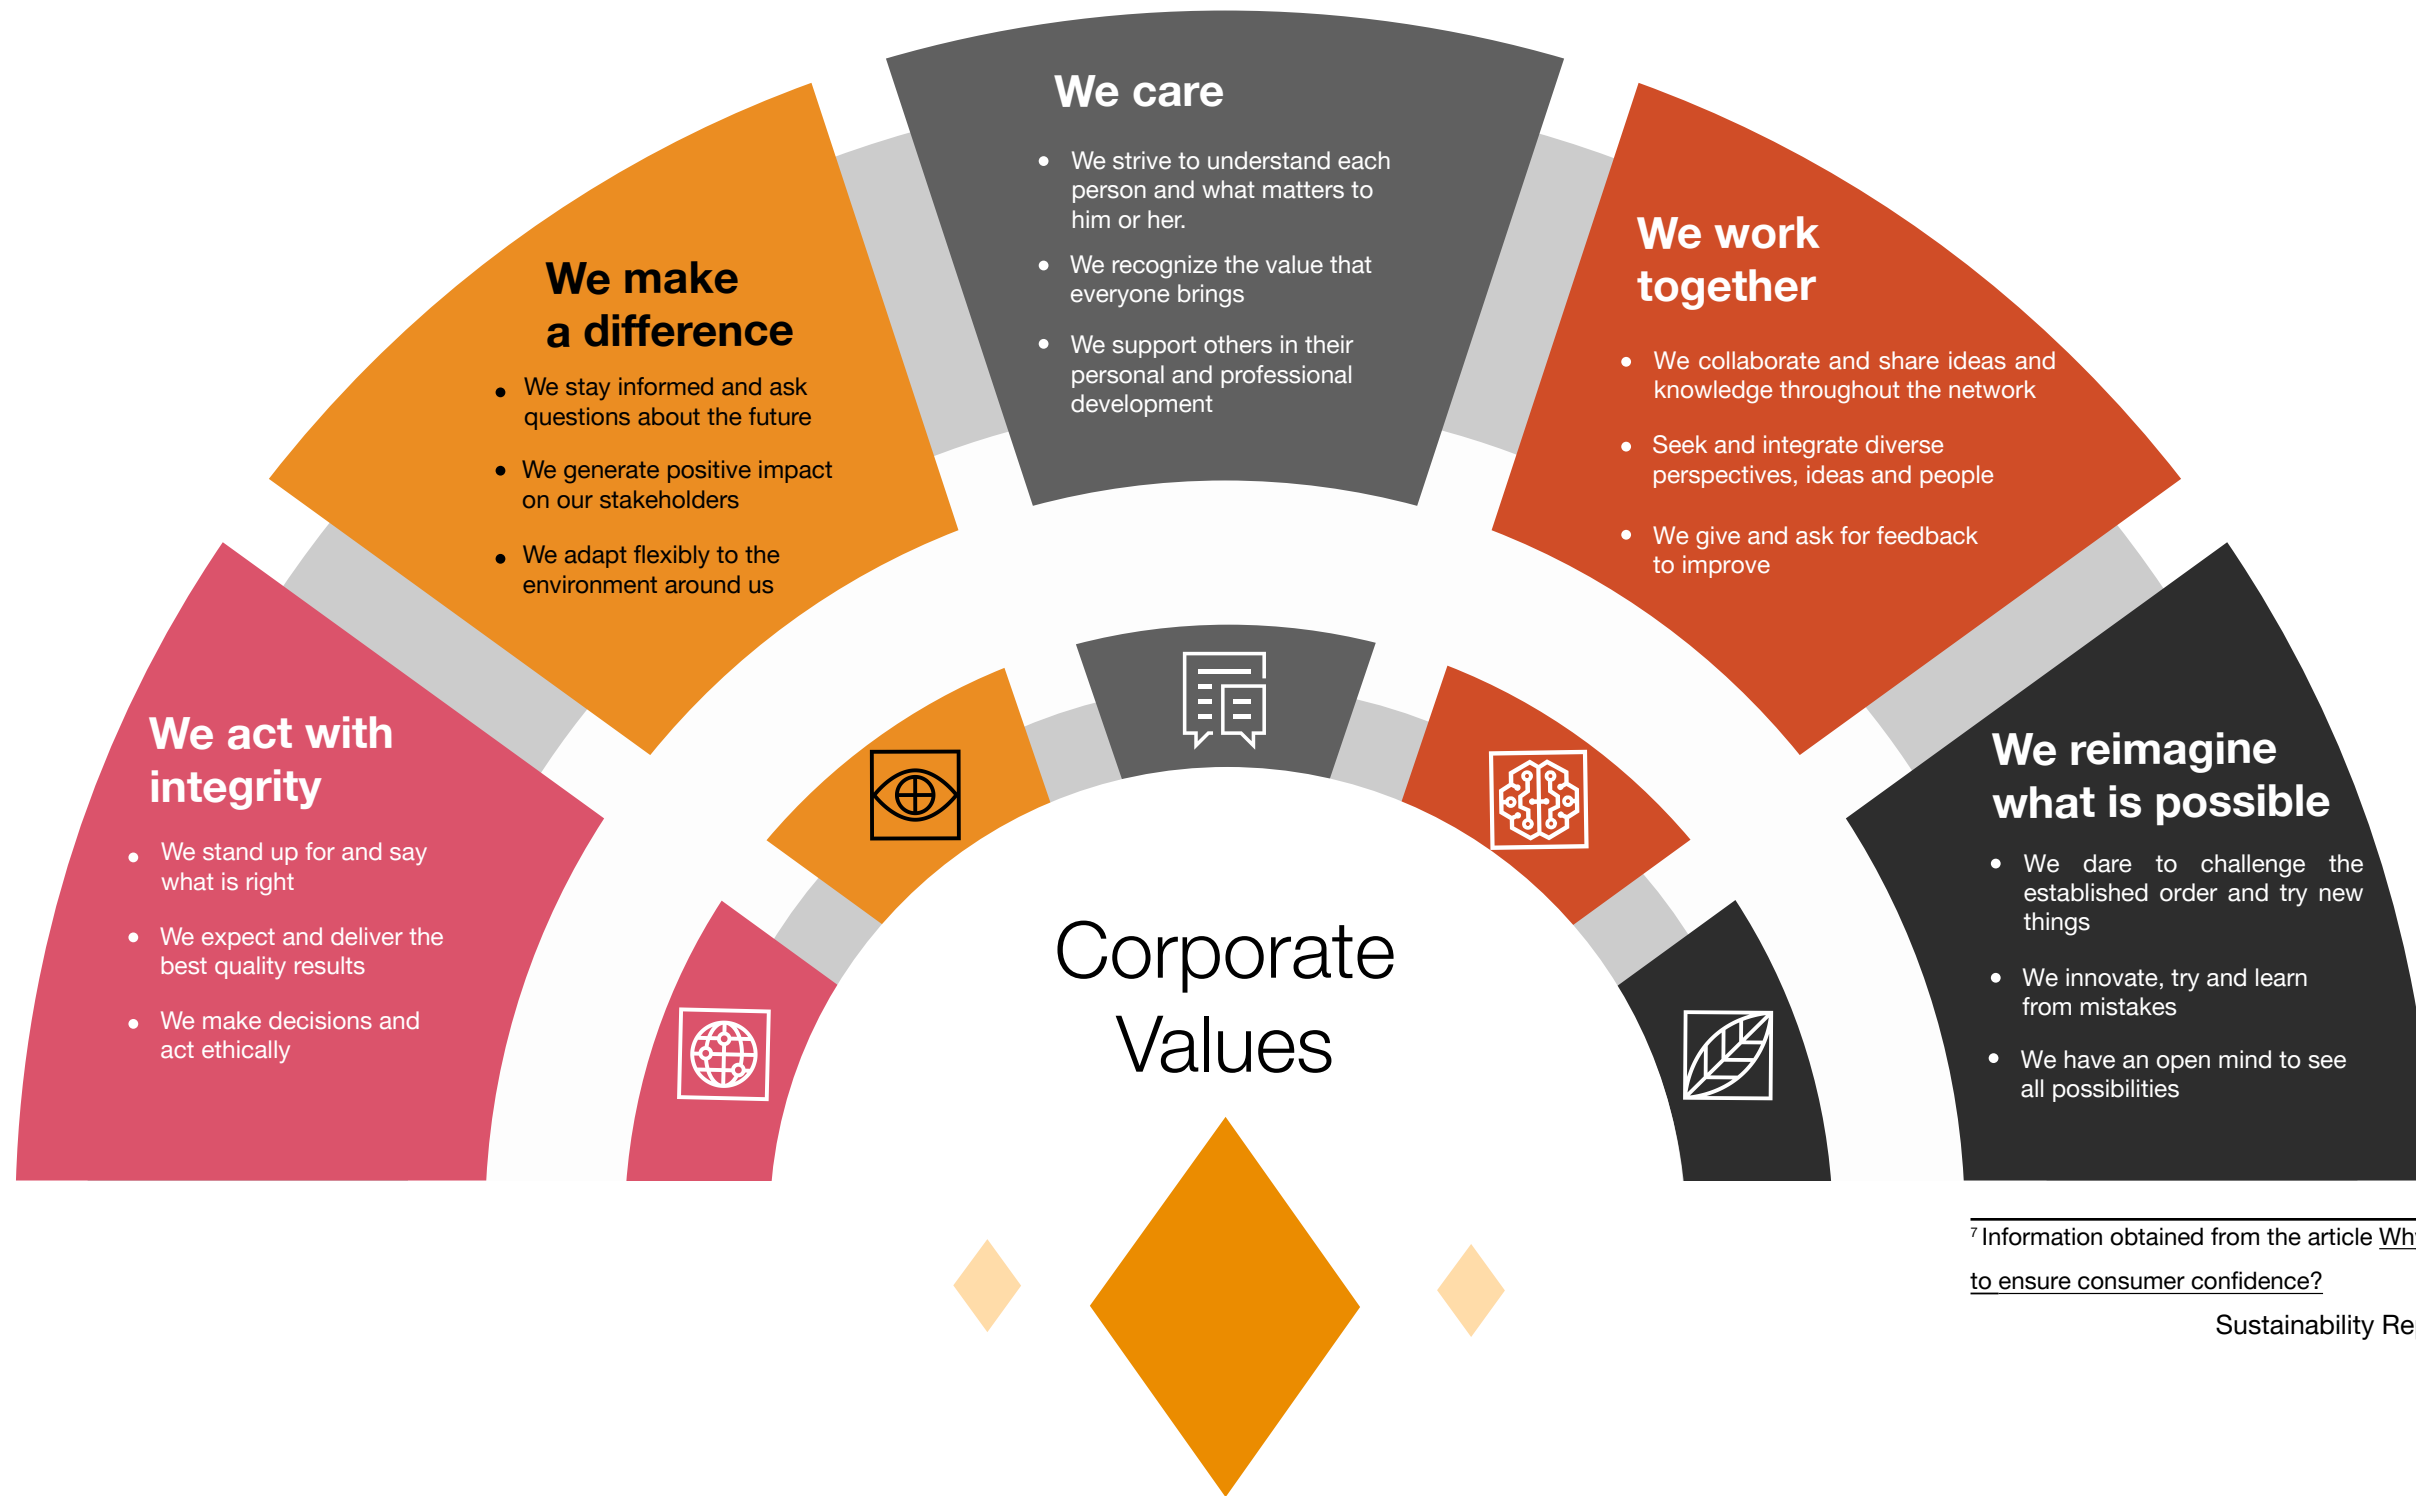 We care
We strive to understand each
person and what matters to
him or her.
We recognize the value that
everyone brings
We support others in their
personal and professional
development
We make
a difference
We stay informed and ask
questions about the future
We generate positive impact
on our stakeholders
We adapt flexibly to the
environment around us
We work
together
We collaborate and share ideas and
knowledge throughout the network
Seek and integrate diverse
perspectives, ideas and people
We give and ask for feedback
to improve
We act with
integrity
We stand up for and say
what is right
We expect and deliver the
best quality results
We make decisions and
act ethically
We reimagine
what is possible
We dare to challenge the
established order and try new
things
We innovate, try and learn
from mistakes
We have an open mind to see
all possibilities
Corporate
Values
7 Information obtained from the article
to ensure consumer confidence?
Sustainability